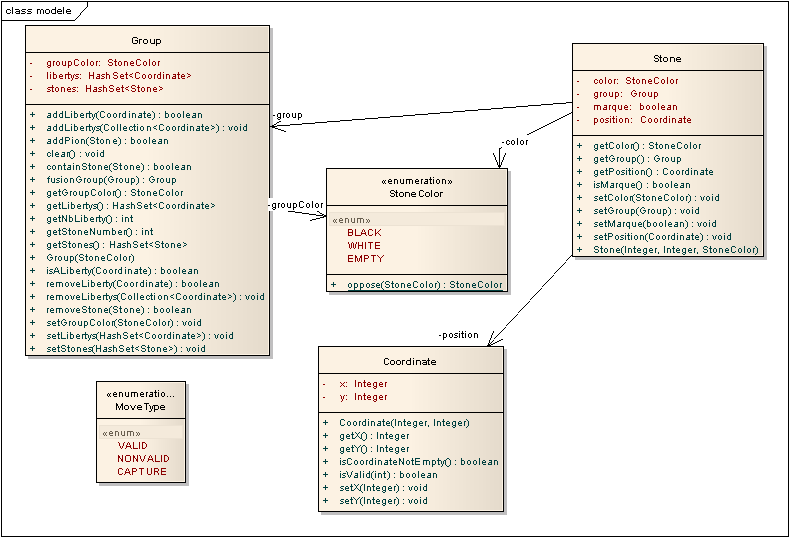 class modele
Group
- groupColor: StoneColor
- libertys: HashSet<Coordinate>
- stones: HashSet<Stone>
+ addLiberty(Coordinate) : boolean
+ addLibertys(Collection<Coordinate>) : void
+ addPion(Stone) : boolean
+ clear() : void
+ containStone(Stone) : boolean
+ fusionGroup(Group) : Group
+ getGroupColor() : StoneColor
+ getLibertys() : HashSet<Coordinate>
+ getNbLiberty() : int
+ getStoneNumber() : int
+ getStones() : HashSet<Stone>
+ Group(StoneColor)
+ isALiberty(Coordinate) : boolean
+ removeLiberty(Coordinate) : boolean
+ removeLibertys(Collection<Coordinate>) : void
+ removeStone(Stone) : boolean
+ setGroupColor(StoneColor) : void
+ setLibertys(HashSet<Coordinate>) : void
+ setStones(HashSet<Stone>) : void
-group
-color
-groupColor
-position
Stone
- color: StoneColor
- group: Group
- marque: boolean
- position: Coordinate
+ getColor() : StoneColor
+ getGroup() : Group
+ getPosition() : Coordinate
+ isMarque() : boolean
+ setColor(StoneColor) : void
+ setGroup(Group) : void
+ setMarque(boolean) : void
+ setPosition(Coordinate) : void
+ Stone(Integer, Integer, StoneColor)
«enumeration»
StoneColor
«enum»
BLACK
WHITE
EMPTY
+ oppose(StoneColor) : StoneColor
Coordinate
- x: Integer
- y: Integer
+ Coordinate(Integer, Integer)
+ getX() : Integer
+ getY() : Integer
+ isCoordinateNotEmpty() : boolean
+ isValid(int) : boolean
+ setX(Integer) : void
+ setY(Integer) : void
«enumeratio...
MoveType
«enum»
VALID
NONVALID
CAPTURE